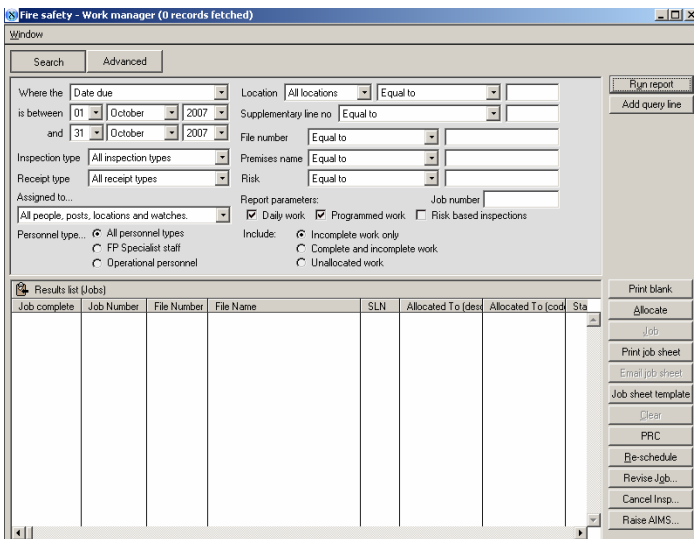 Fire safety - Work manager (0 records fetched)
Window
Search Advanced
Where the Date due
is between 01 October 2007
and 31 October 2007
Inspection type All inspection types
Receipt type All receipt types
Assigned to...
All people, posts, locations and watches.
Personnel type... All personnel types
FP Specialist staff
Operational personnel
Location All locations Equal to
Supplementary line no Equal to
File number Equal to
Premises name Equal to
Risk Equal to
Report parameters: Job number
Daily work Programmed work Risk based inspections
Include: Incomplete work only
Complete and incomplete work
Unallocated work
Run report
Add query line
Results list (Jobs)
Job complete Job Number File Number File Name SLN Allocated To (desc Allocated To (code Sta
Print blank
Allocate
Job
Print job sheet
Email job sheet
Job sheet template
Clear
PRC
Re-schedule
Revise Job...
Cancel Insp...
Raise AIMS...